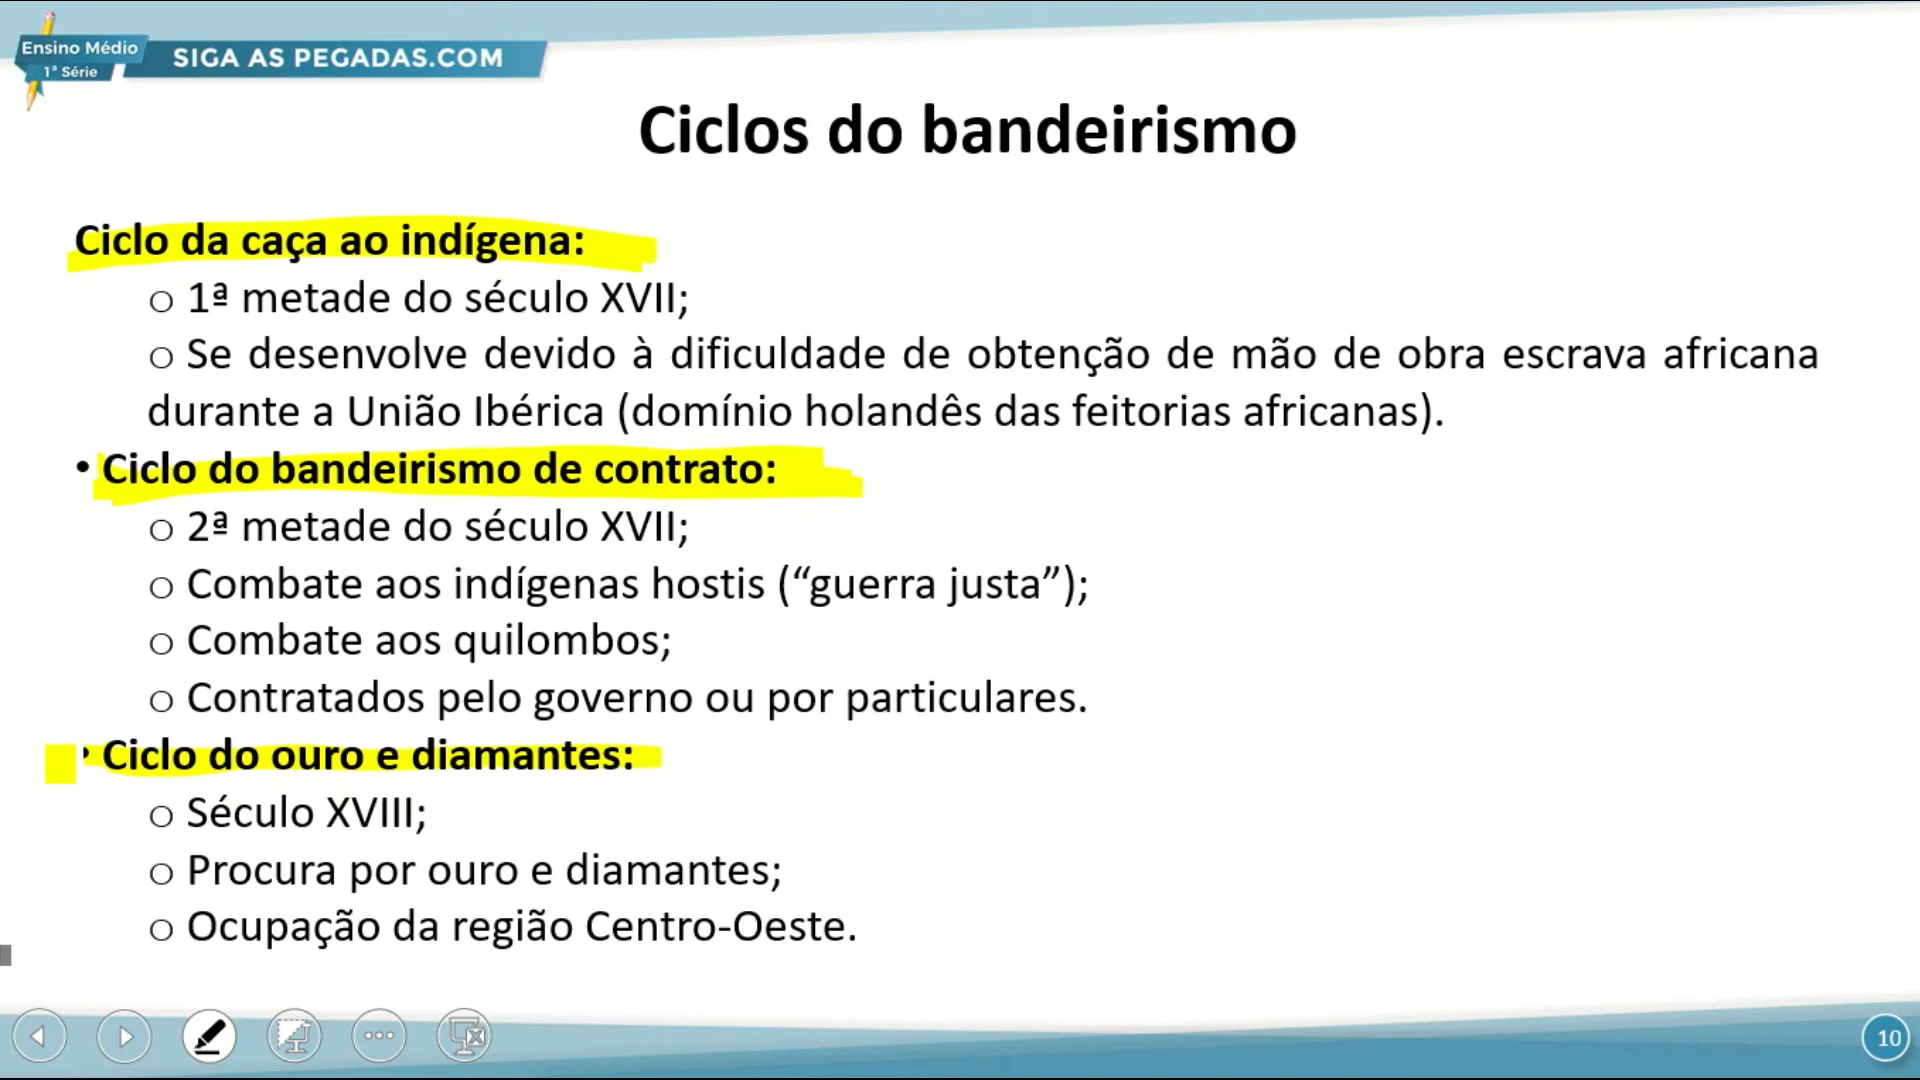 Ensino Médio
1ª Série
SIGA AS PEGADAS.COM
Ciclos do bandeirismo
Ciclo da caça ao indígena:
o 1ª metade do século XVII;
o Se desenvolve devido à dificuldade de obtenção de mão de obra escrava africana
durante a União Ibérica (domínio holandês das feitorias africanas).
• Ciclo do bandeirismo de contrato:
o 2ª metade do século XVII;
o Combate aos indígenas hostis (“guerra justa”);
o Combate aos quilombos;
o Contratados pelo governo ou por particulares.
• Ciclo do ouro e diamantes:
o Século XVIII;
o Procura por ouro e diamantes;
o Ocupação da região Centro-Oeste.
10